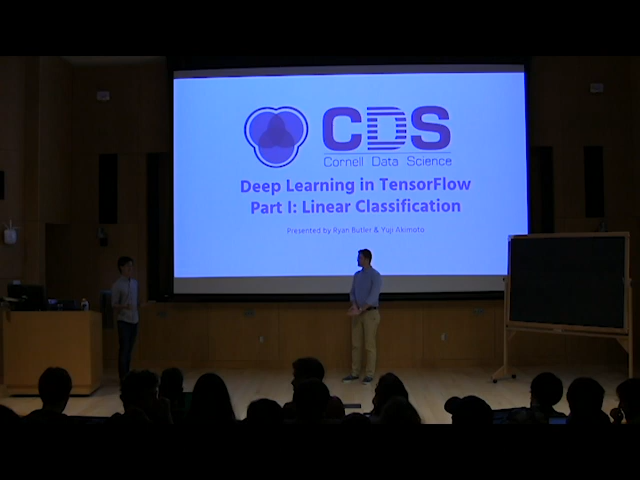 CDS
Cornell Data Science
Deep Learning in TensorFlow
Part I: Linear Classification
Presented by Ryan Butler & Yuji Akimoto